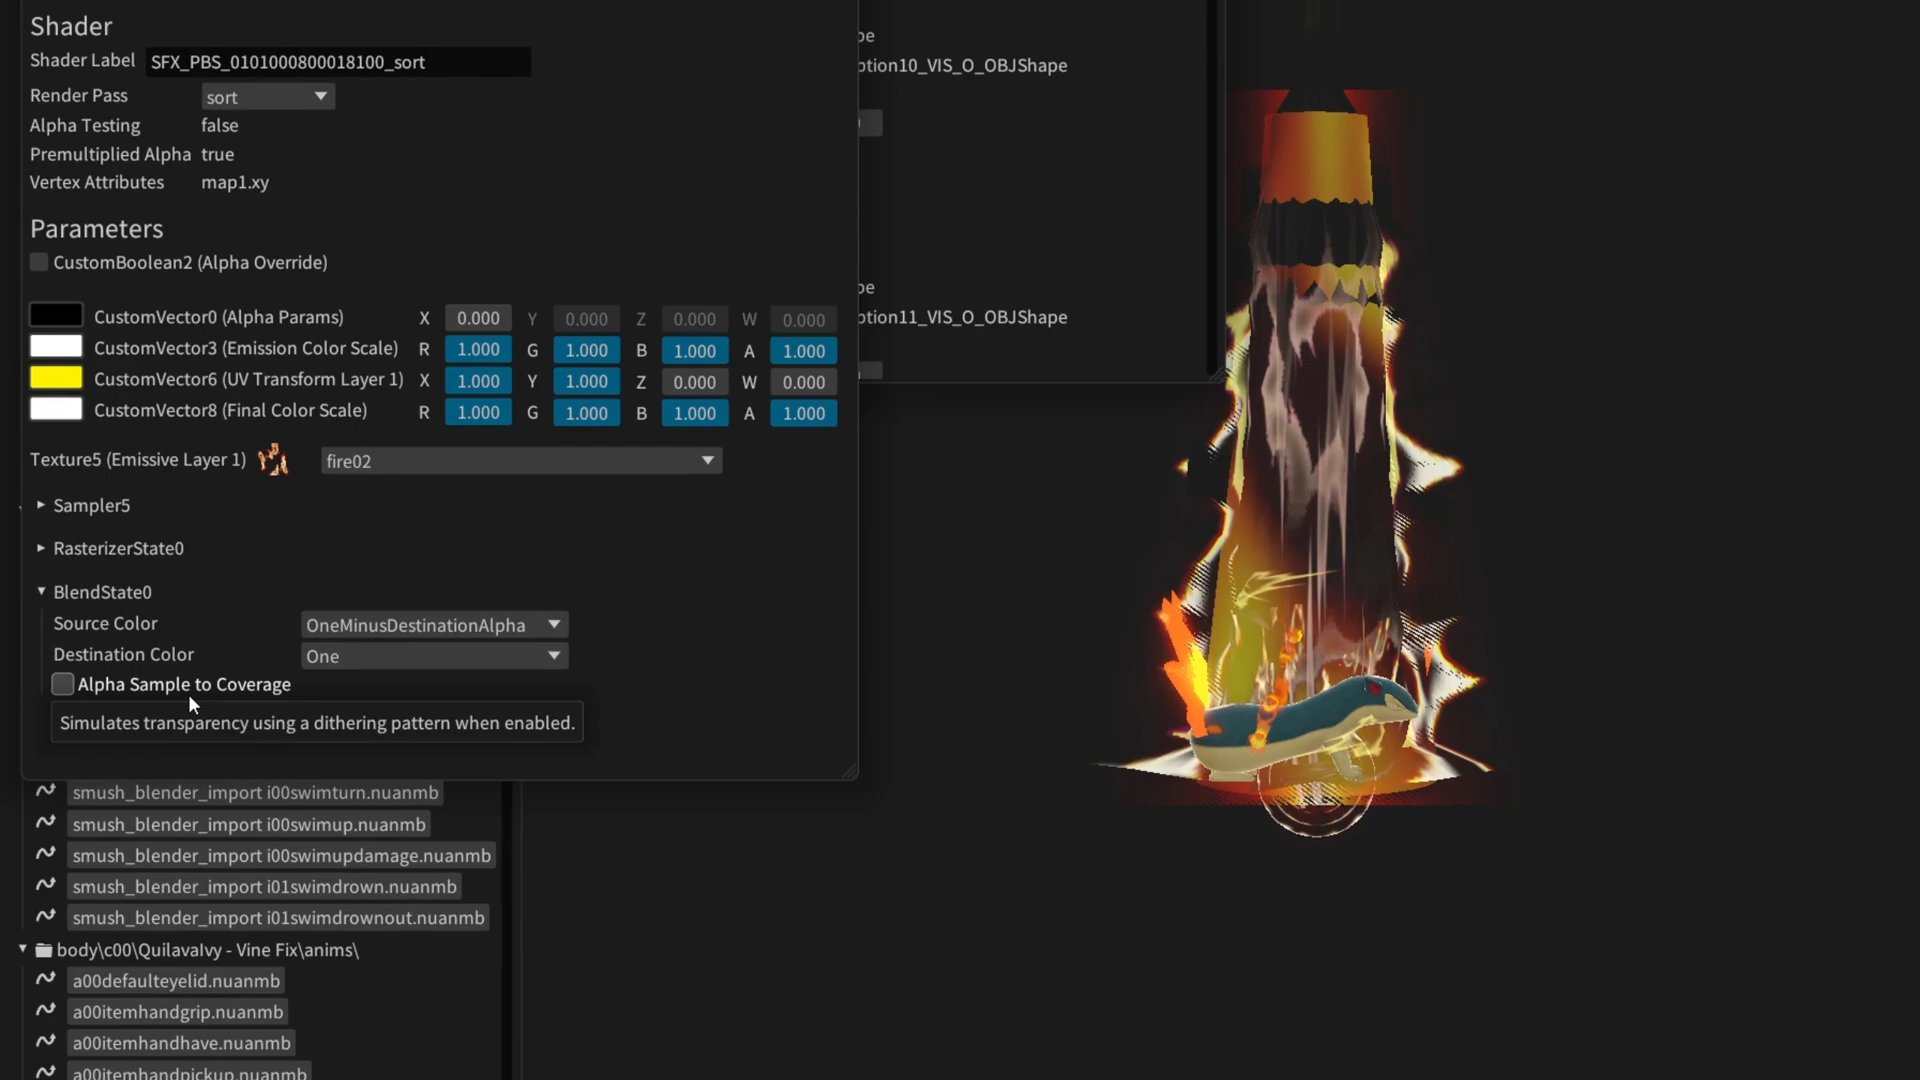 Shader
Shader Label SFX_PBS_0101000800018100_sort
Render Pass sort
Alpha Testing false
Premultiplied Alpha true
Vertex Attributes map1.xy
Parameters
CustomBoolean2 (Alpha Override)
CustomVector0 (Alpha Params) X 0.000 Y 0.000 Z 0.000 W 0.000
CustomVector3 (Emission Color Scale) R 1.000 G 1.000 B 1.000 A 1.000
CustomVector6 (UV Transform Layer 1) X 1.000 Y 1.000 Z 0.000 W 0.000
CustomVector8 (Final Color Scale) R 1.000 G 1.000 B 1.000 A 1.000
Texture5 (Emissive Layer 1) fire02
Sampler5
RasterizerState0
BlendState0
Source Color OneMinusDestinationAlpha
Destination Color One
Alpha Sample to Coverage
Simulates transparency using a dithering pattern when enabled.
smush_blender_import i00swimturn.nuanmb
smush_blender_import i00swimup.nuanmb
smush_blender_import i00swimupdamage.nuanmb
smush_blender_import i01swimdrown.nuanmb
smush_blender_import i01swimdrownout.nuanmb
body\c00\QuilavaIvy - Vine Fix\anims\
a00defaulteyelid.nuanmb
a00itemhandgrip.nuanmb
a00itemhandhave.nuanmb
a00itemhandpickup.nuanmb
pe
ption10_VIS_O_OBJShape
pe
ption11_VIS_O_OBJShape